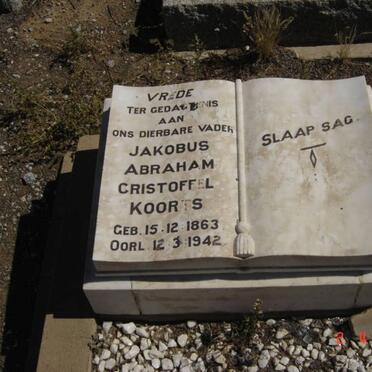 VREDE
TER GEDAGTENIS
AAN
ONS DIERBARE VADER
JAKOBUS
ABRAHAM
CRISTOFFEL
KOORTS
GEB. 15.12.1863
OORL 12.3.1942
SLAAP SAG